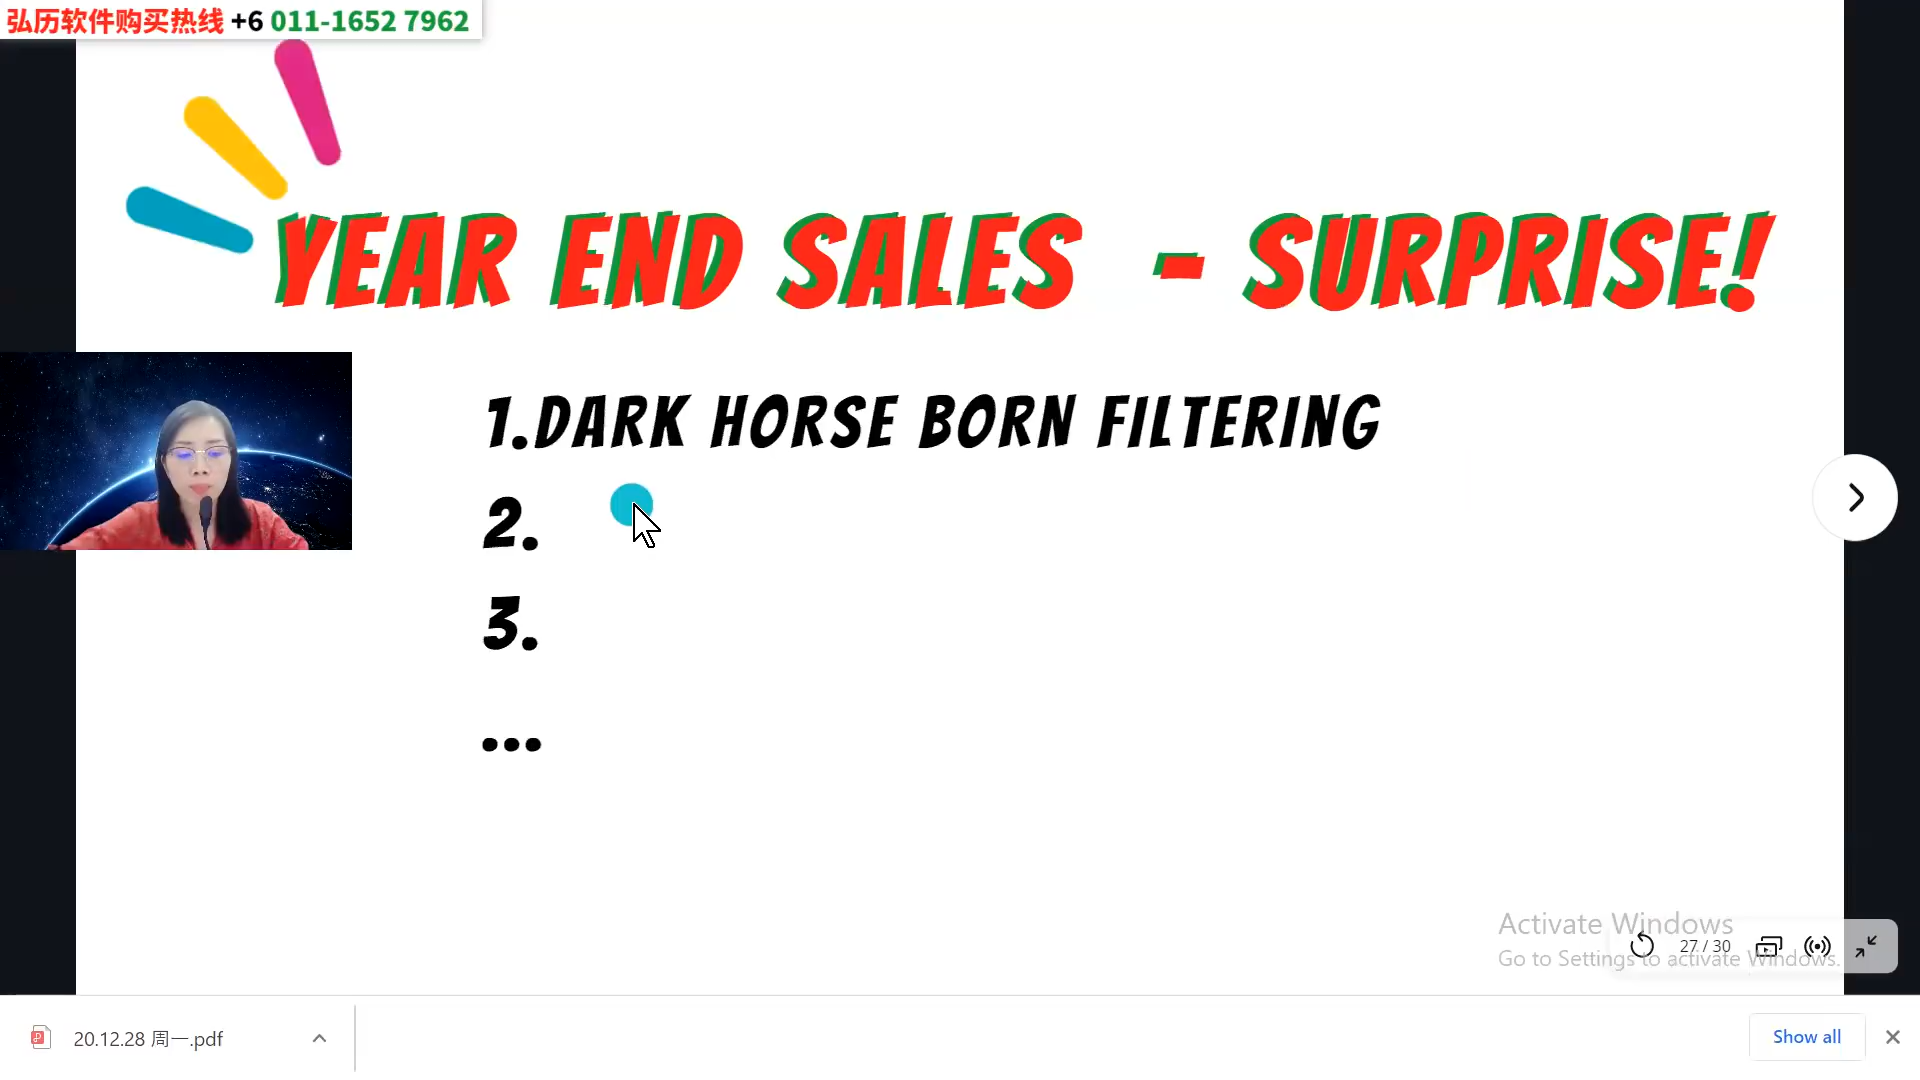 弘历软件购买热线 +6 011-1652 7962
YEAR END SALES - SURPRISE!
1.DARK HORSE BORN FILTERING
2.
3.
...
Activate Windows
Go to Settings to activate Windows.
27 / 30
20.12.28 周一.pdf
Show all